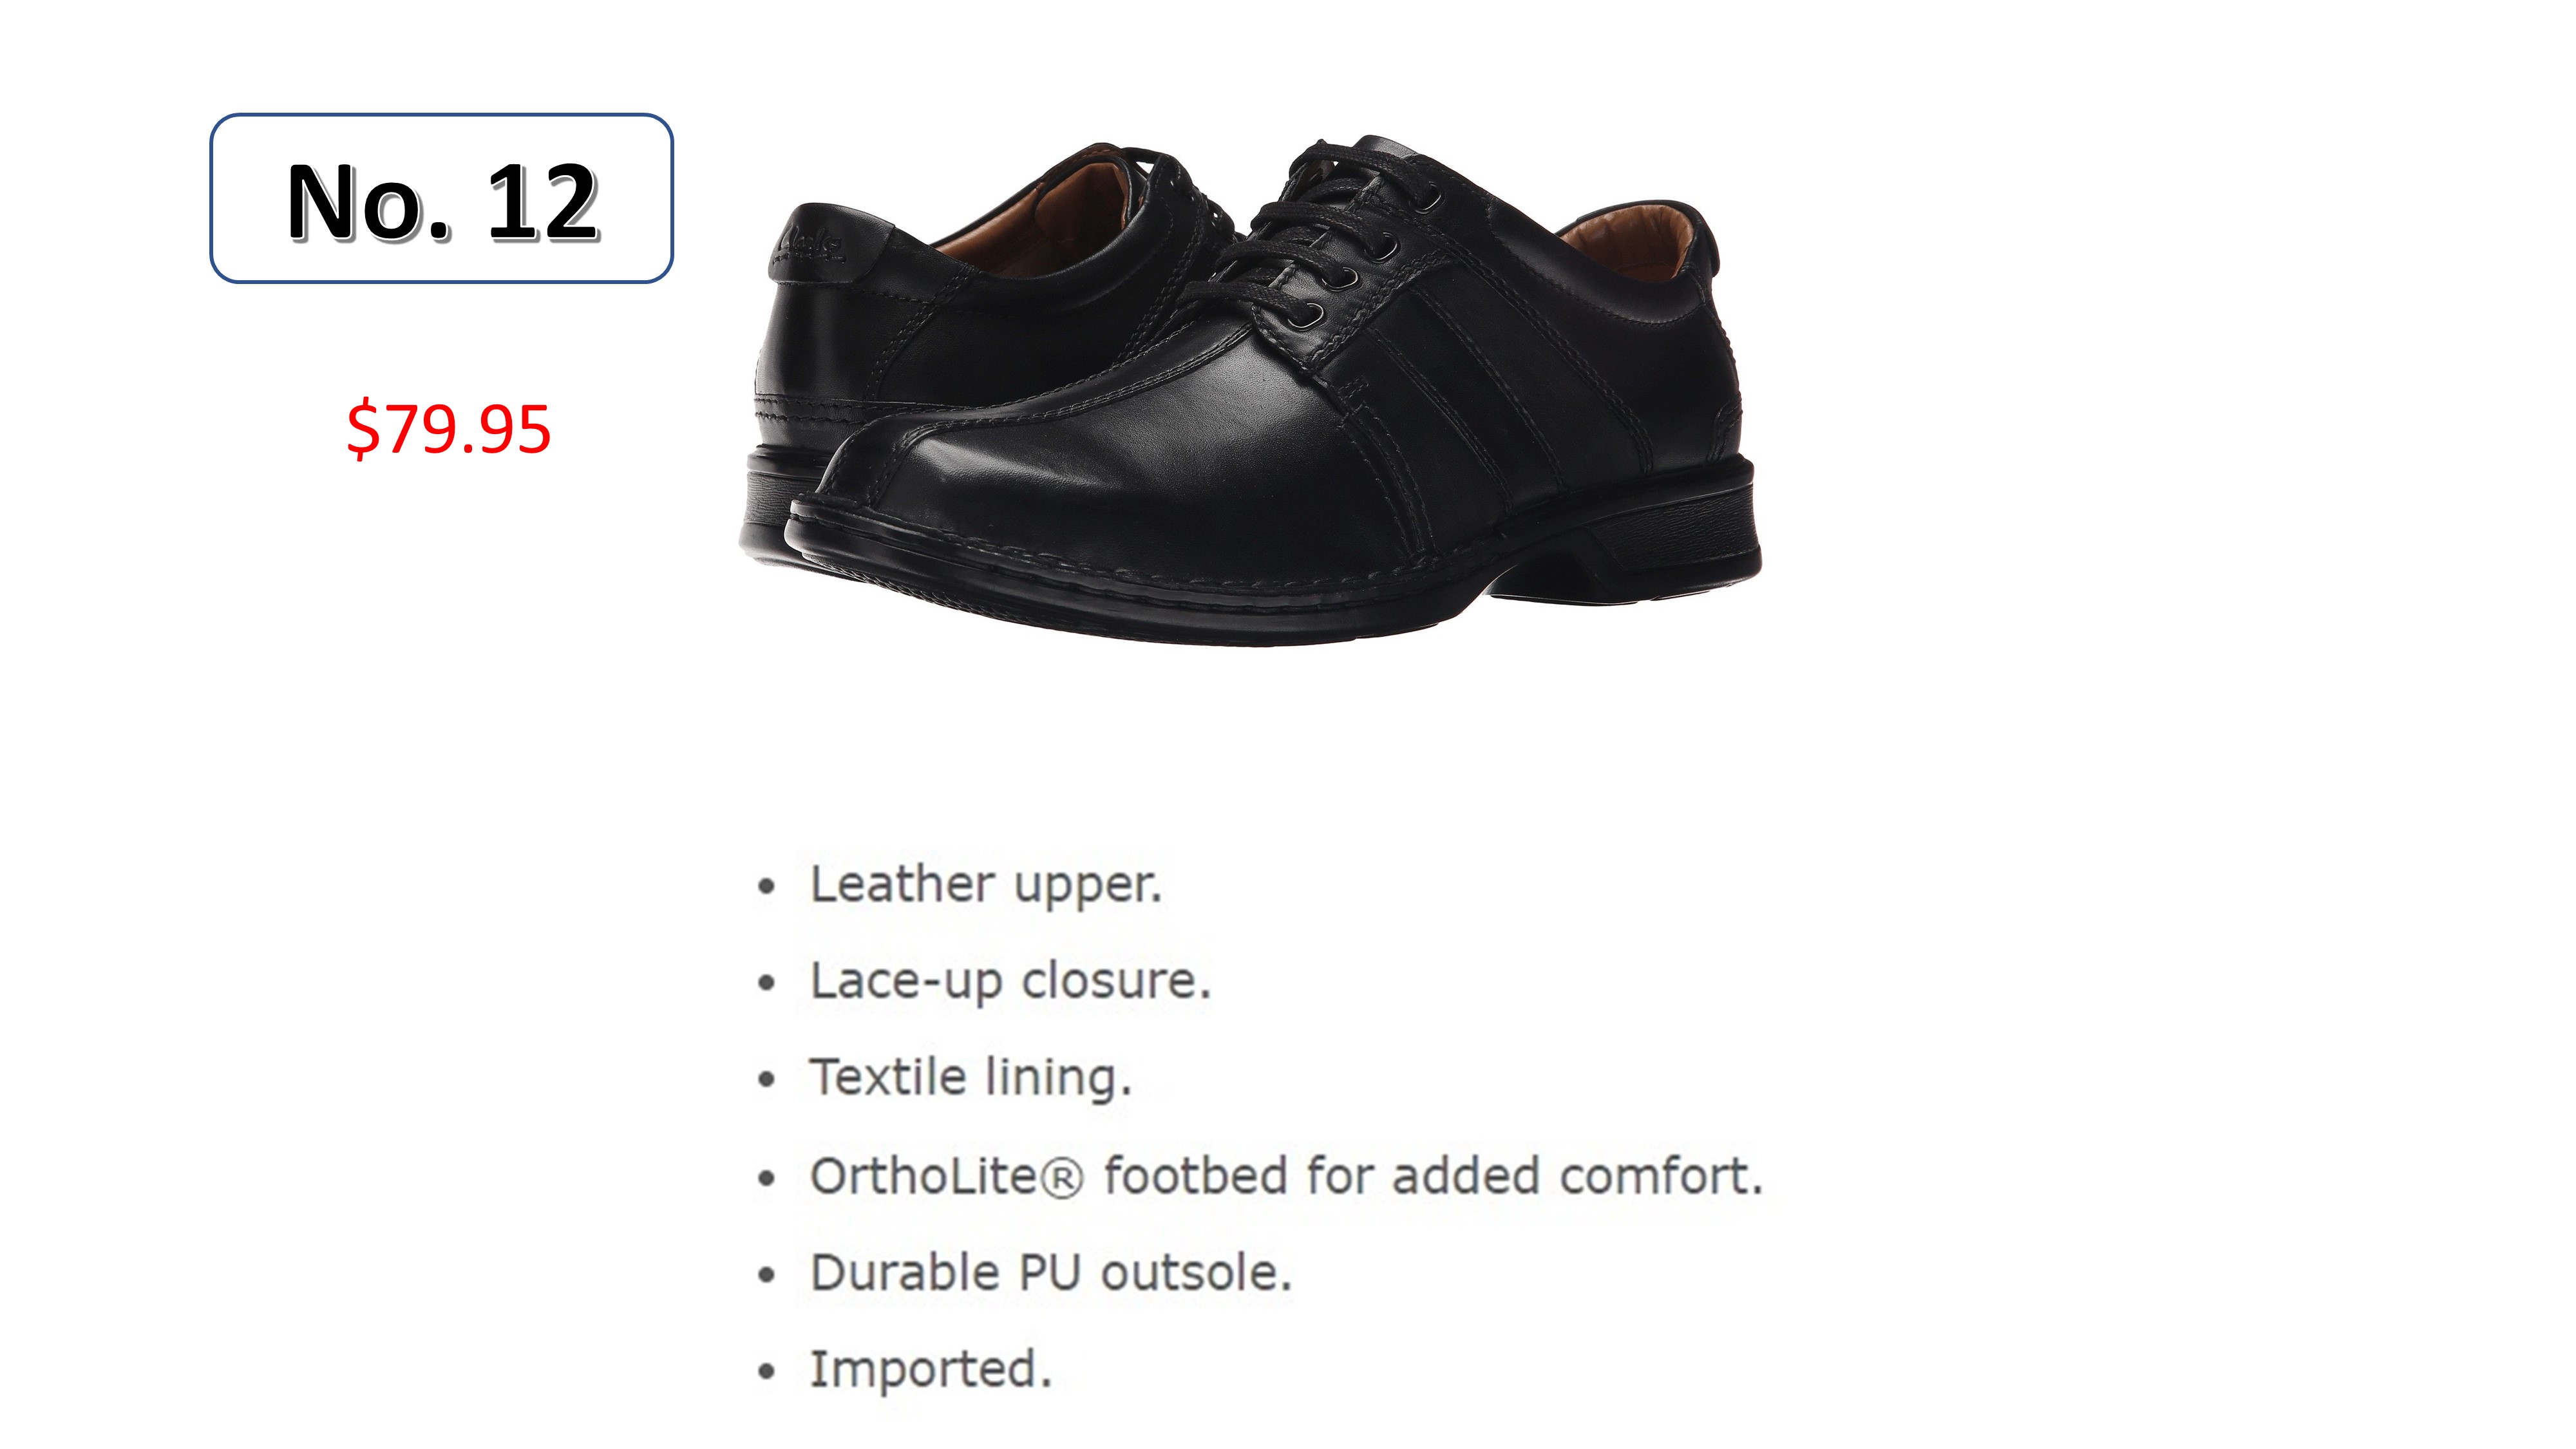 No. 12
Clarks
$79.95
• Leather upper.
• Lace-up closure.
• Textile lining.
• OrthoLite® footbed for added comfort.
• Durable PU outsole.
• Imported.